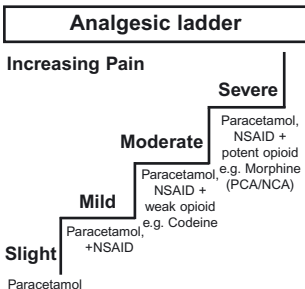 Analgesic ladder
Increasing Pain
Severe
Paracetamol,
NSAID +
potent opioid
e.g. Morphine
(PCA/NCA)
Moderate
Paracetamol,
NSAID +
weak opioid
e.g. Codeine
Mild
Paracetamol,
+NSAID
Slight
Paracetamol